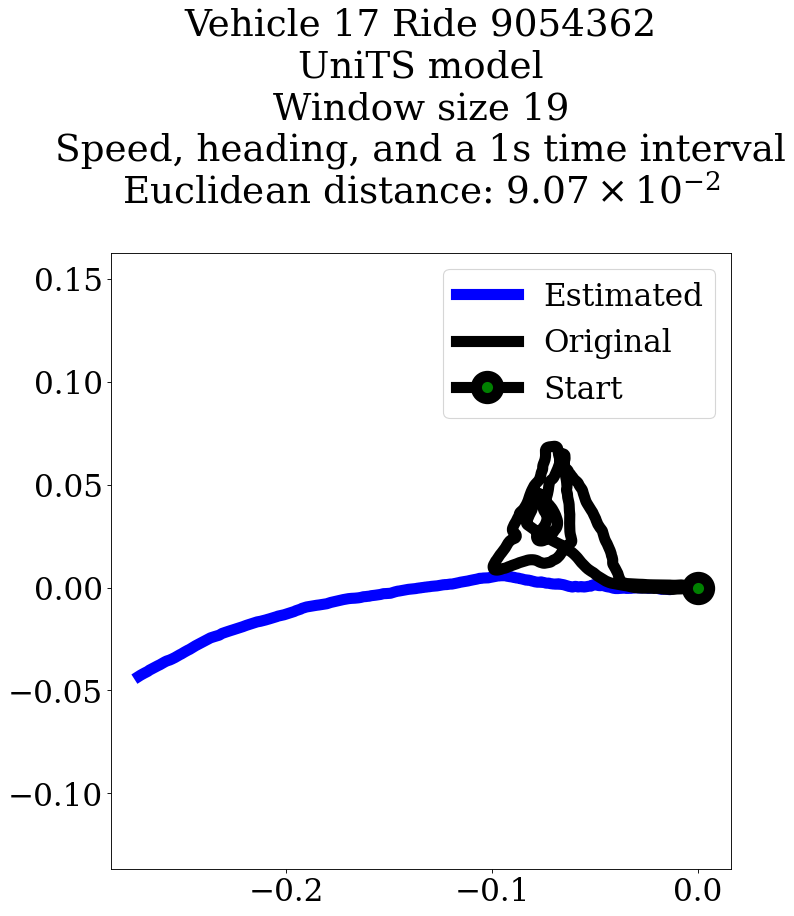 Vehicle 17 Ride 9054362
UniTS model
Window size 19
Speed, heading, and a 1s time interval
Euclidean distance: 9.07 × 10⁻²
Estimated
Original
Start
0.15
0.10
0.05
0.00
−0.05
−0.10
−0.2
−0.1
0.0